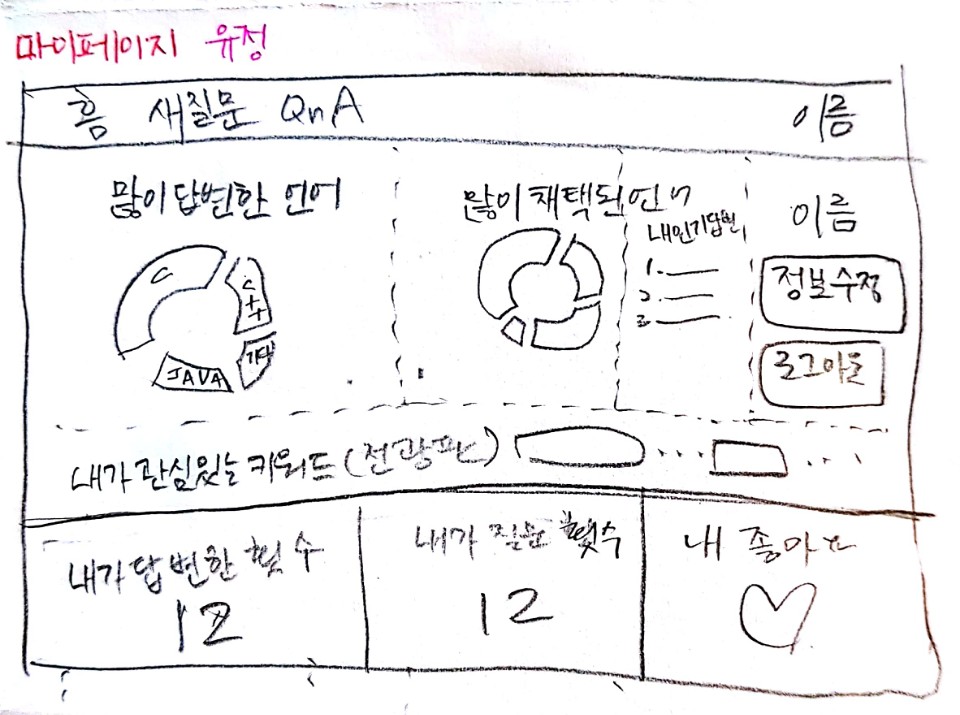 마이페이지 유정
홈 새질문 QnA 이름
많이 답변한 언어
C
C++
기타
JAVA
많이 채택된 언어
내 인기답변
1.
2.
3.
이름
정보수정
로그아웃
내가 관심있는 키워드 (전광판)
내가 답변한 횟수
12
내가 질문 횟수
12
내 좋아요